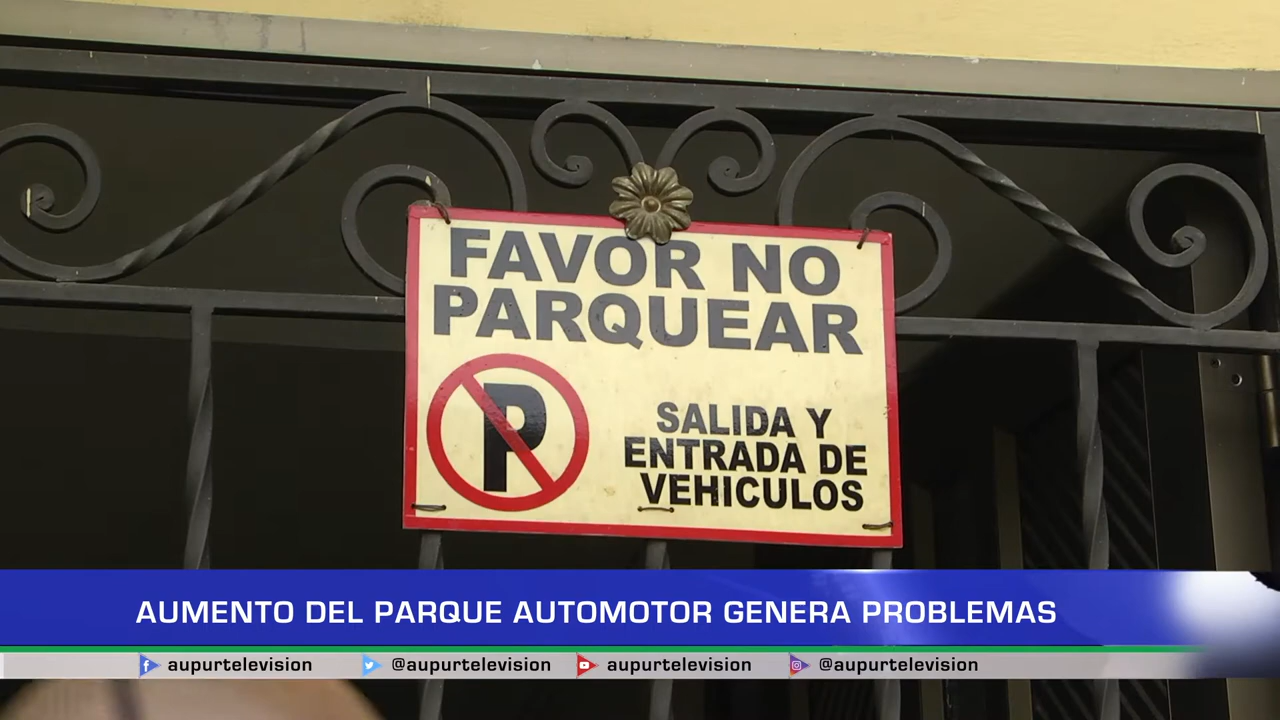 FAVOR NO
PARQUEAR
P
SALIDA Y
ENTRADA DE
VEHICULOS
AUMENTO DEL PARQUE AUTOMOTOR GENERA PROBLEMAS
aupurtelevision @aupurtelevision aupurtelevision @aupurtelevision